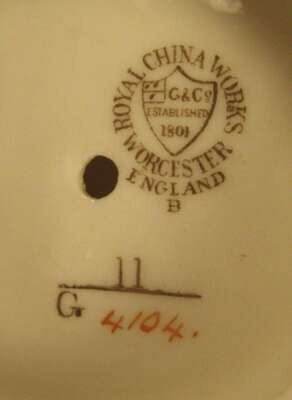 ROYAL CHINA WORKS
G & Co
ESTABLISHED
1801
WORCESTER
ENGLAND
B
11
G. 4104.